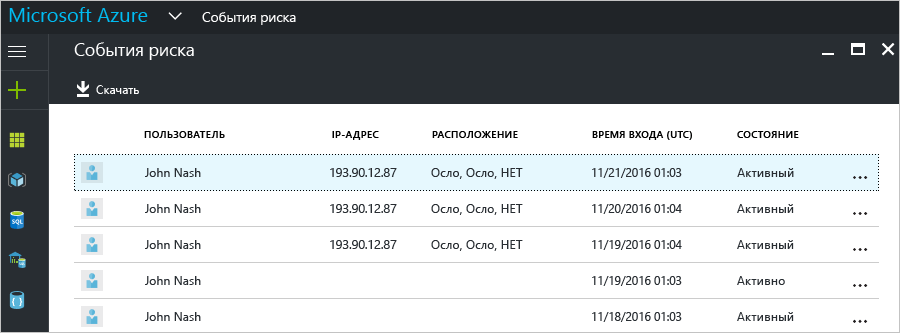 Microsoft Azure События риска
События риска
Скачать
ПОЛЬЗОВАТЕЛЬ IP-АДРЕС РАСПОЛОЖЕНИЕ ВРЕМЯ ВХОДА (UTC) СОСТОЯНИЕ
John Nash 193.90.12.87 Осло, Осло, НЕТ 11/21/2016 01:03 Активный ...
John Nash 193.90.12.87 Осло, Осло, НЕТ 11/20/2016 01:04 Активный ...
John Nash 193.90.12.87 Осло, Осло, НЕТ 11/19/2016 01:04 Активный ...
John Nash 11/19/2016 01:03 Активно ...
John Nash 11/18/2016 01:03 Активный ...
SQL